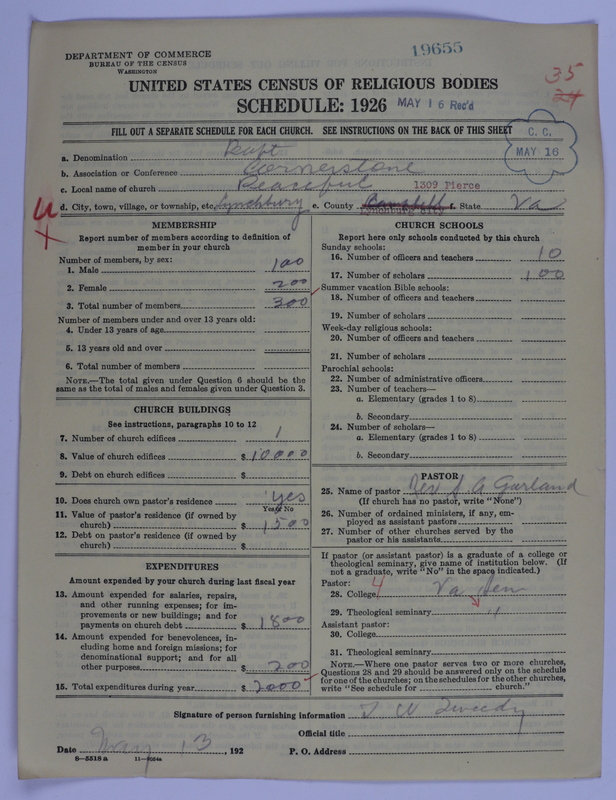 19655
DEPARTMENT OF COMMERCE
BUREAU OF THE CENSUS
WASHINGTON
35
24
UNITED STATES CENSUS OF RELIGIOUS BODIES
SCHEDULE: 1926 MAY 16 Rec'd
FILL OUT A SEPARATE SCHEDULE FOR EACH CHURCH. SEE INSTRUCTIONS ON THE BACK OF THIS SHEET
C. C.
MAY 16
a. Denomination Bapt
b. Association or Conference Cornerstone
c. Local name of church Peaceful 1309 Pierce
d. City, town, village, or township, etc. Lynchburg e. County Campbell f. State Va
MEMBERSHIP
Report number of members according to definition of
member in your church
Number of members, by sex:
1. Male 100
2. Female 200
3. Total number of members 300
Number of members under and over 13 years old:
4. Under 13 years of age
5. 13 years old and over
6. Total number of members
NOTE.—The total given under Question 6 should be the
same as the total of males and females given under Question 3.
CHURCH BUILDINGS
See instructions, paragraphs 10 to 12
7. Number of church edifices 1
8. Value of church edifices $ 10000
9. Debt on church edifices $
10. Does church own pastor's residence yes
Yes or No
11. Value of pastor's residence (if owned by
church) $ 1500
12. Debt on pastor's residence (if owned by
church) $
EXPENDITURES
Amount expended by your church during last fiscal year
13. Amount expended for salaries, repairs,
and other running expenses; for im-
provements or new buildings; and for
payments on church debt $ 1800
14. Amount expended for benevolences, in-
cluding home and foreign missions; for
denominational support; and for all
other purposes $ 200
15. Total expenditures during year $ 2000
CHURCH SCHOOLS
Report here only schools conducted by this church
Sunday schools:
16. Number of officers and teachers 10
17. Number of scholars 100
Summer vacation Bible schools:
18. Number of officers and teachers
19. Number of scholars
Week-day religious schools:
20. Number of officers and teachers
21. Number of scholars
Parochial schools:
22. Number of administrative officers
23. Number of teachers—
a. Elementary (grades 1 to 8)
b. Secondary
24. Number of scholars—
a. Elementary (grades 1 to 8)
b. Secondary
PASTOR
25. Name of pastor Rev S A Garland
(If church has no pastor, write "None")
26. Number of ordained ministers, if any, em-
ployed as assistant pastors
27. Number of other churches served by the
pastor or his assistants
If pastor (or assistant pastor) is a graduate of a college or
theological seminary, give name of institution below. (If
not a graduate, write "No" in the space indicated.)
Pastor:
28. College 4 Va Sem
29. Theological seminary "
Assistant pastor:
30. College
31. Theological seminary
NOTE.—Where one pastor serves two or more churches,
Questions 28 and 29 should be answered only on the schedule
for one of the churches; on the schedules for the other churches,
write "See schedule for church."
Signature of person furnishing information T W Tweedy
Official title
Date May 13, 192 P. O. Address
8—5518a 11—9054a